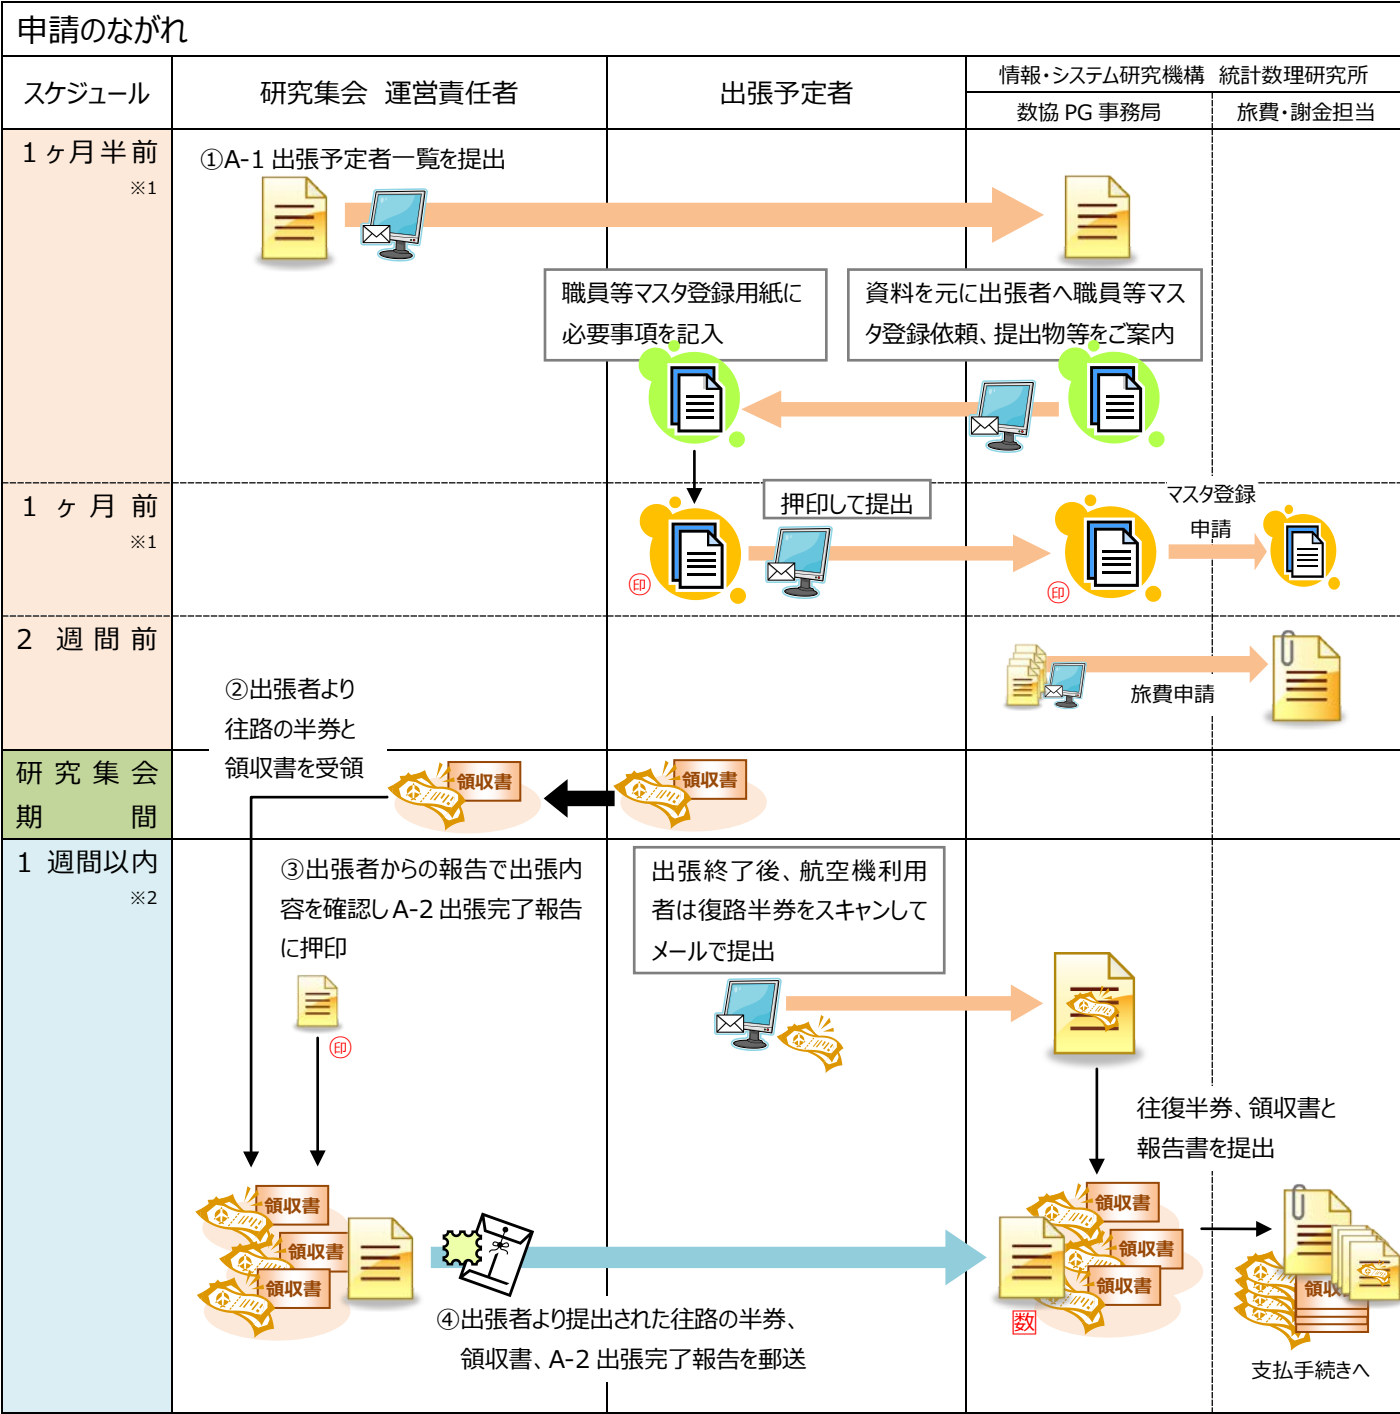 申請のながれ
スケジュール
研究集会 運営責任者
出張予定者
情報・システム研究機構 統計数理研究所
数協 PG 事務局
旅費・謝金担当
1ヶ月半前
※1
①A-1 出張予定者一覧を提出
職員等マスタ登録用紙に
必要事項を記入
資料を元に出張者へ職員等マス
タ登録依頼、提出物等をご案内
1ヶ月前
※1
押印して提出
印
印
マスタ登録
申請
2 週間前
旅費申請
②出張者より
往路の半券と
領収書を受領
研究集会
期間
領収書
領収書
1 週間以内
※2
③出張者からの報告で出張内
容を確認し A-2 出張完了報告
に押印
印
出張終了後、航空機利用
者は復路半券をスキャンして
メールで提出
往復半券、領収書と
報告書を提出
領収書
領収書
領収書
領収書
領収書
領収書
数
領収
④出張者より提出された往路の半券、
領収書、A-2 出張完了報告を郵送
支払手続きへ